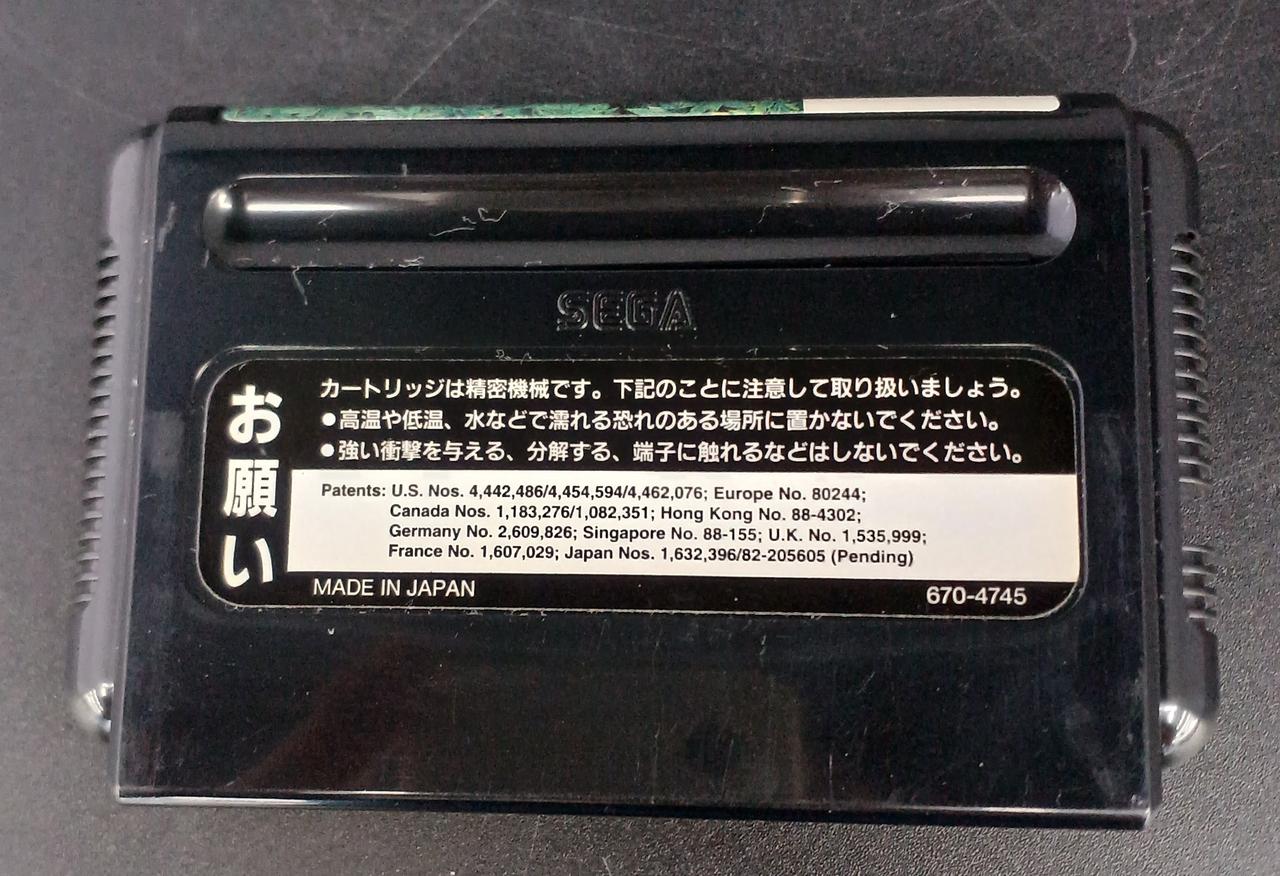 SEGA
お願い
カートリッジは精密機械です。下記のことに注意して取り扱いましょう。
●高温や低温、水などで濡れる恐れのある場所に置かないでください。
●強い衝撃を与える、分解する、端子に触れるなどはしないでください。
Patents: U.S. Nos. 4,442,486/4,454,594/4,462,076; Europe No. 80244;
Canada Nos. 1,183,276/1,082,351; Hong Kong No. 88-4302;
Germany No. 2,609,826; Singapore No. 88-155; U.K. No. 1,535,999;
France No. 1,607,029; Japan Nos. 1,632,396/82-205605 (Pending)
MADE IN JAPAN
670-4745